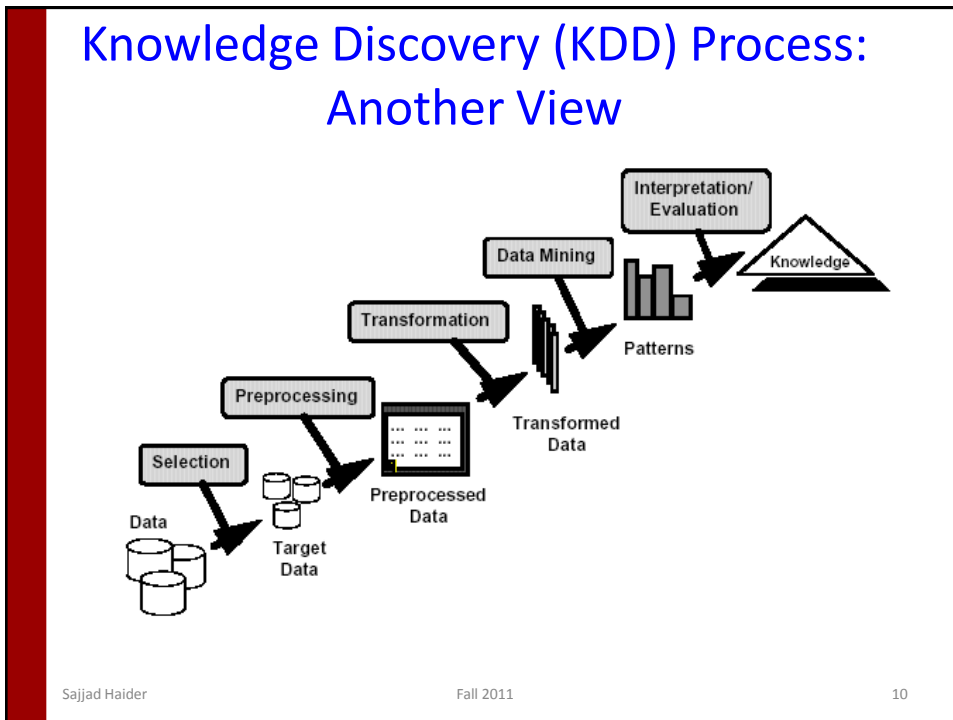 Knowledge Discovery (KDD) Process:
Another View
Interpretation/
Evaluation
Knowledge
Data Mining
Patterns
Transformation
Transformed
Data
Preprocessing
... ... ...
... ... ...
... ... ...
Preprocessed
Data
Selection
Target
Data
Data
Sajjad Haider
Fall 2011
10